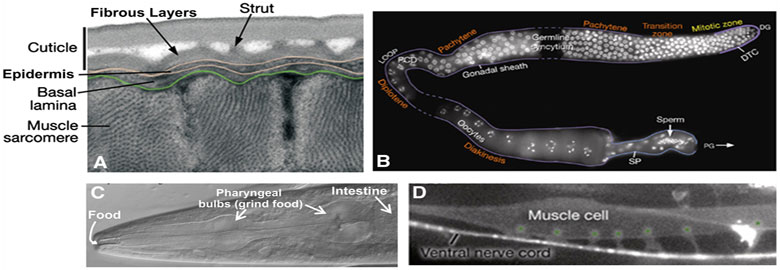 Fibrous Layers
Strut
Cuticle
Epidermis
Basal
lamina
Muscle
sarcomere
A
Pachytene
Germline
syncytium
Pachytene
Transition
zone
Mitotic zone
DG
DTC
LOOP
RCD
Gonadal sheath
Diplotene
Oocytes
Diakinesis
Sperm
SP
PG
B
C
Food
Pharyngeal
bulbs (grind food)
Intestine
D
Muscle cell
Ventral nerve cord